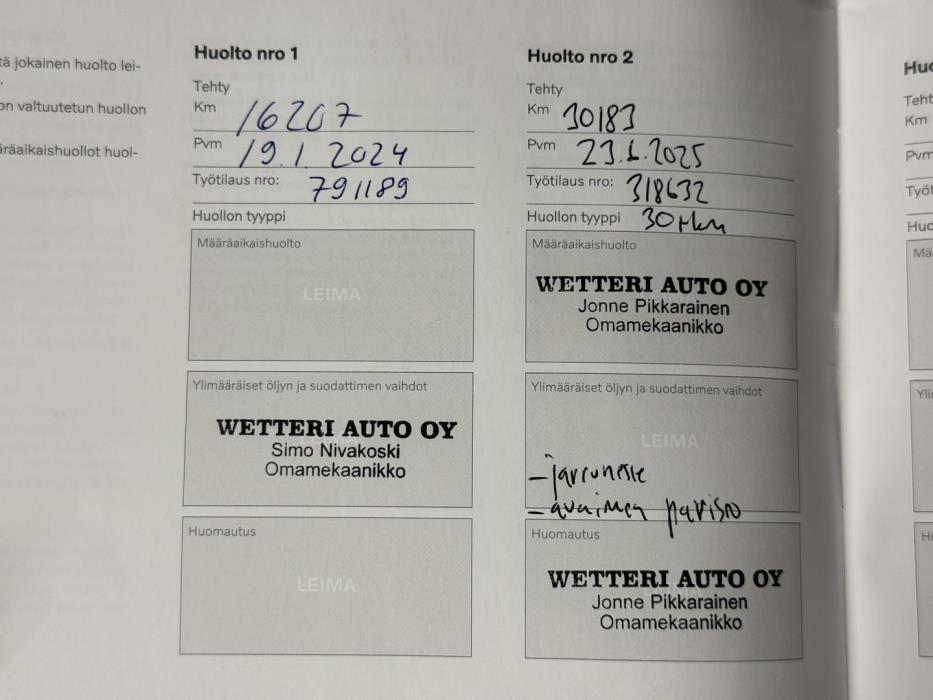 tä jokainen huolto lei-
on valtuutetun huollon
äräaikaishuollot huol-
Huolto nro 1
Tehty
Km 16207
Pvm 19.1.2024
Työtilaus nro: 791189
Huollon tyyppi
Määräaikaishuolto
LEIMA
Ylimääräiset öljyn ja suodattimen vaihdot
WETTERI AUTO OY
Simo Nivakoski
Omamekaanikko
Huomautus
LEIMA
Huolto nro 2
Tehty
Km 30183
Pvm 23.6.2025
Työtilaus nro: 318632
Huollon tyyppi 30tkm
Määräaikaishuolto
WETTERI AUTO OY
Jonne Pikkarainen
Omamekaanikko
Ylimääräiset öljyn ja suodattimen vaihdot
LEIMA
- jarruneste
- avaimen paristo
Huomautus
WETTERI AUTO OY
Jonne Pikkarainen
Omamekaanikko
Huo
Teht
Km
Pvm
Työt
Huo
Mä
Yli
H